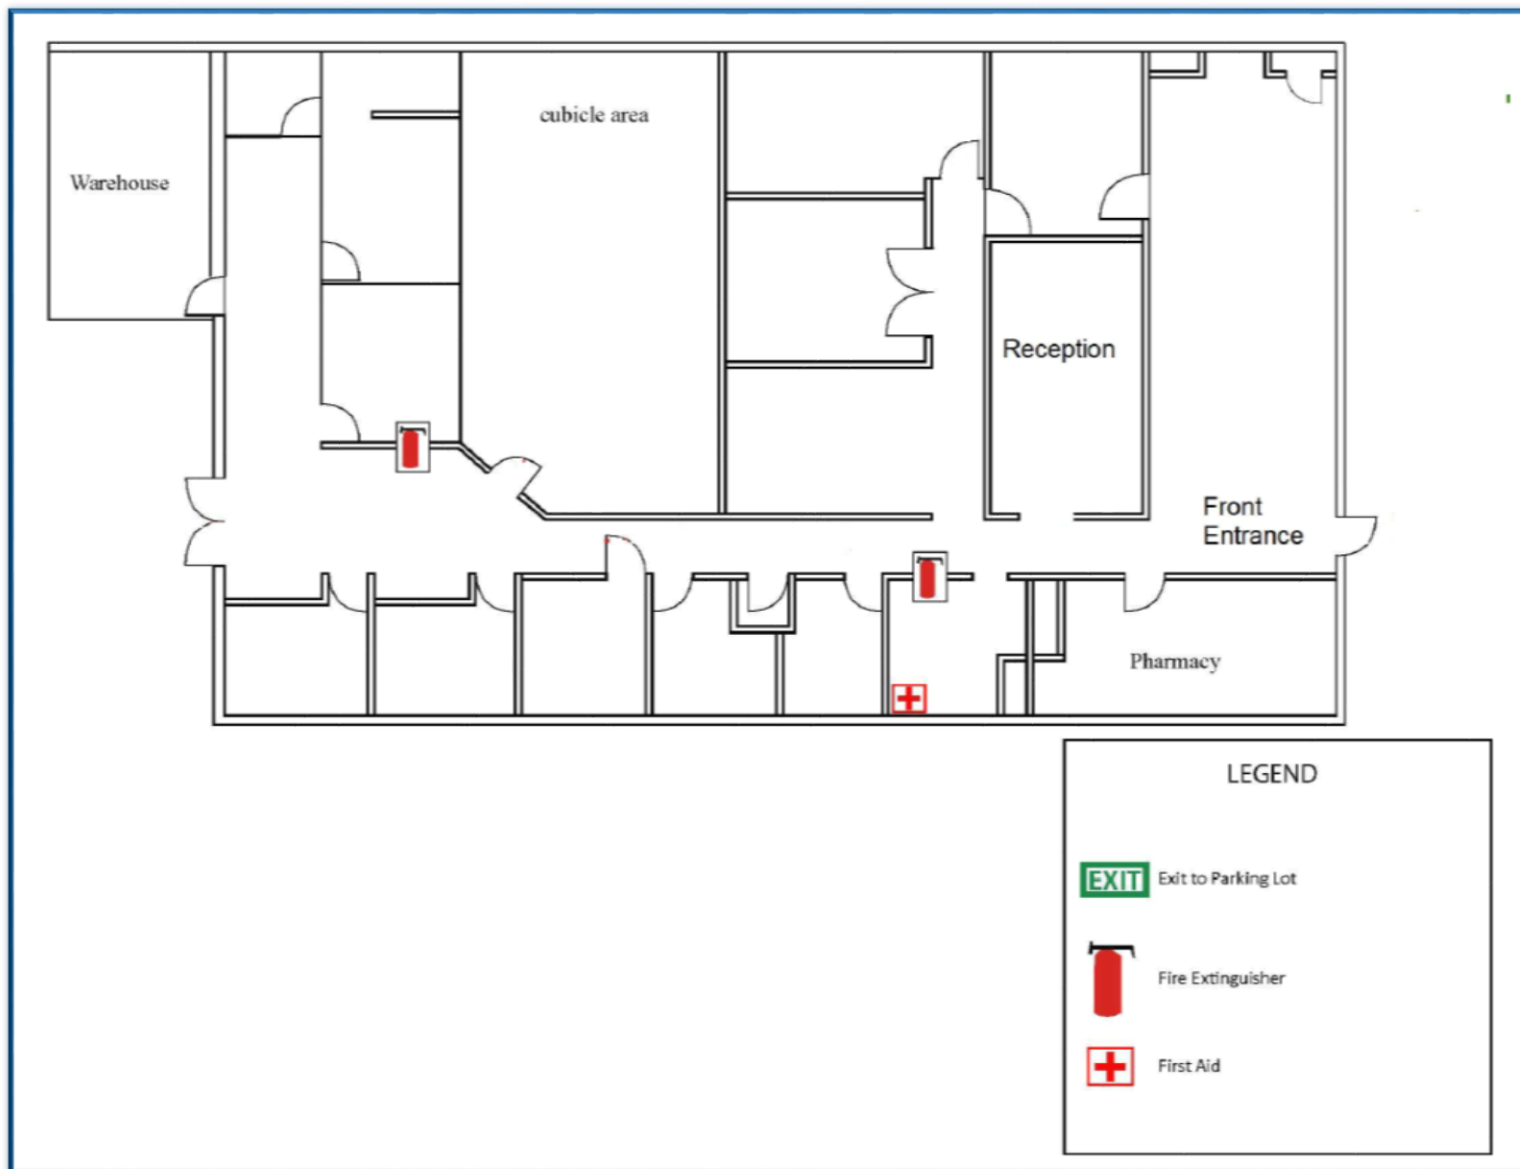 cubicle area
Warehouse
Reception
Front
Entrance
Pharmacy
LEGEND
EXIT Exit to Parking Lot
Fire Extinguisher
First Aid